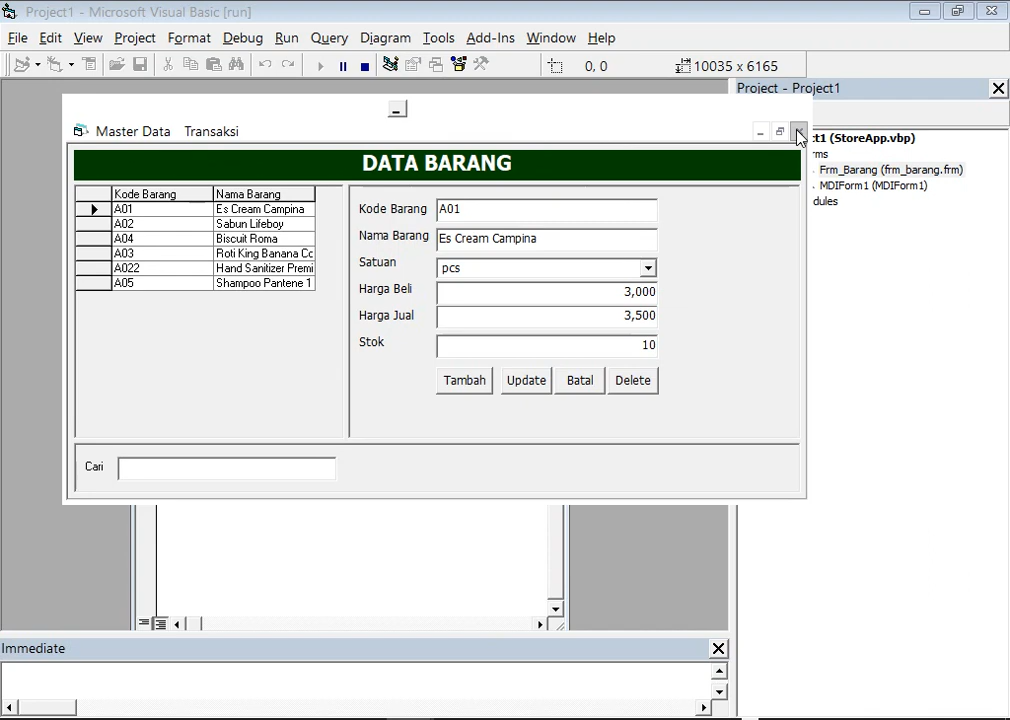 Project1 - Microsoft Visual Basic [run]
File Edit View Project Format Debug Run Query Diagram Tools Add-Ins Window Help
0, 0 10035 x 6165
Project - Project1
Master Data Transaksi
ct1 (StoreApp.vbp)
rms
Frm_Barang (frm_barang.frm)
MDIForm1 (MDIForm1)
dules
DATA BARANG
Kode Barang Nama Barang
A01 Es Cream Campina
A02 Sabun Lifeboy
A04 Biscuit Roma
A03 Roti King Banana Cc
A022 Hand Sanitizer Premi
A05 Shampoo Pantene 1
Kode Barang A01
Nama Barang Es Cream Campina
Satuan pcs
Harga Beli 3,000
Harga Jual 3,500
Stok 10
Tambah Update Batal Delete
Cari
Immediate